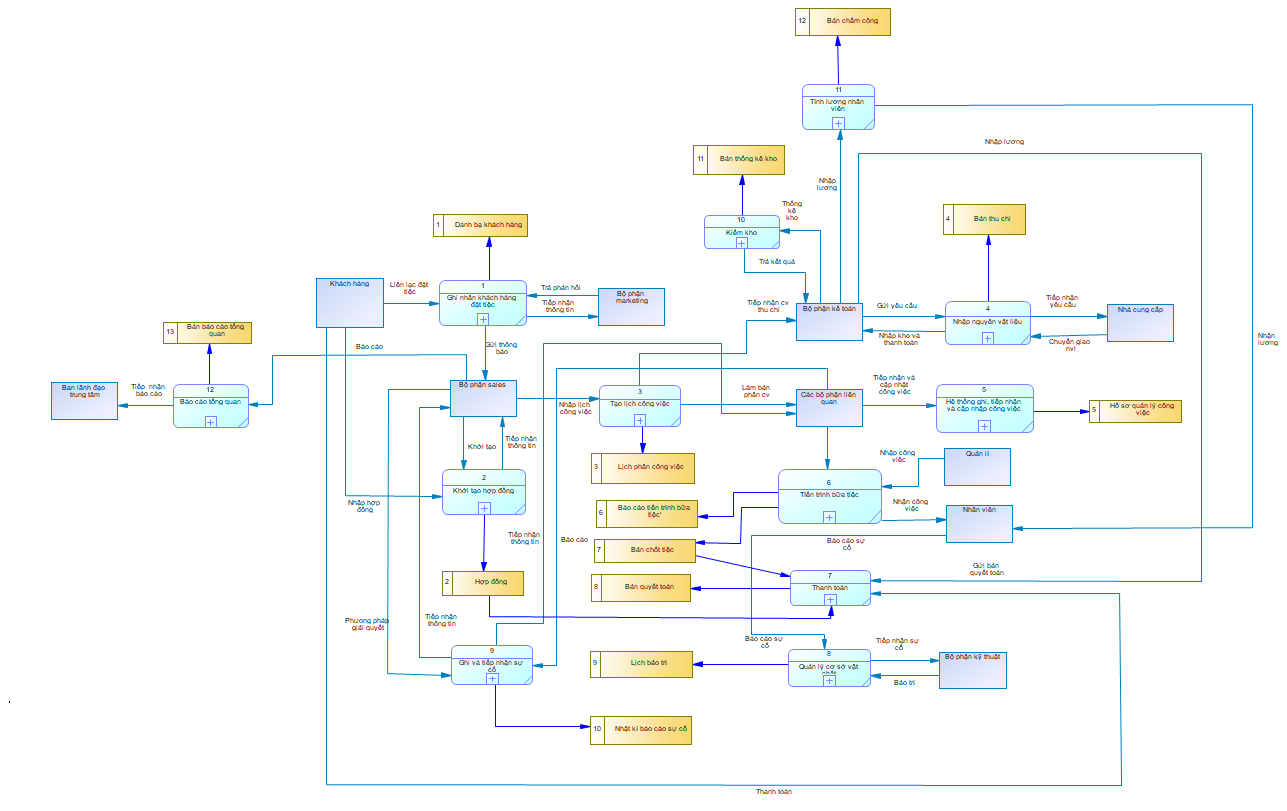 12 Bản chấm công
11
Tính lương nhân
viên
Nhập lương
11 Bản thống kê kho
Nhập
lương
Thống
kê
kho
4 Bản thu chi
1 Danh bạ khách hàng
10
Kiểm kho
Trả kết quả
Khách hàng
Liên lạc đặt
tiệc
1
Ghi nhận khách hàng
đặt tiệc
Trả phản hồi
Tiếp nhận
thông tin
Bộ phận
marketing
Tiếp nhận cv
thu chi
Bộ phận kế toán
Gửi yêu cầu
Nhập kho và
thanh toán
4
Nhập nguyên vật liệu
Tiếp nhận
yêu cầu
Chuyển giao
nvl
Nhà cung cấp
Nhận
lương
13 Bản báo cáo tổng
quan
Báo cáo
Gửi thông
báo
Ban lãnh đạo
trung tâm
Tiếp nhận
báo cáo
12
Báo cáo tổng quan
Bộ phận sales
Nhập lịch
công việc
3
Tạo lịch công việc
Làm bản
phân cv
Các bộ phận liên
quan
Tiếp nhận và
cập nhật
công việc
5
Hệ thống ghi, tiếp nhận
và cập nhập công việc
5 Hồ sơ quản lý công
việc
Khởi tạo
Tiếp nhận
thông tin
3 Lịch phân công việc
Nhập công
việc
Quản lí
2
Khởi tạo hợp đồng
Nhập hợp
đồng
6
Tiến trình bữa tiệc
Nhận công
việc
Nhân viên
6 Báo cáo tiến trình bữa
tiệc'
Tiếp nhận
thông tin
Báo cáo
7 Bản chốt tiệc
Báo cáo sự
cố
2 Hợp đồng
8 Bản quyết toán
7
Thanh toán
Gửi bản
quyết toán
Phương pháp
giải quyết
Tiếp nhận
thông tin
9
Ghi và tiếp nhận sự
cố
9 Lịch bảo trì
Báo cáo sự
cố
8
Quản lý cơ sở vật
chất
Tiếp nhận sự
cố
Bảo trì
Bộ phận kỹ thuật
10 Nhật kí báo cáo sự cố
Thanh toán